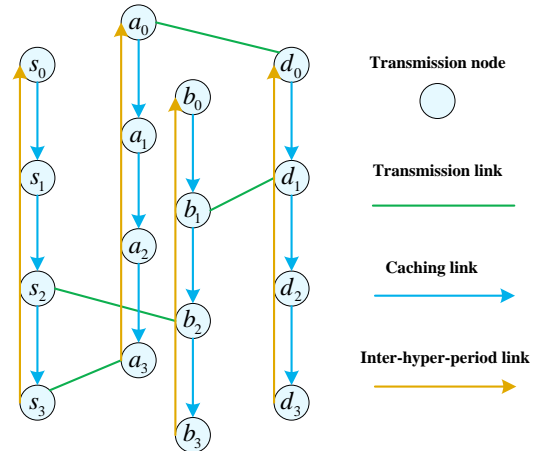 s0
s1
s2
s3
a0
a1
a2
a3
b0
b1
b2
b3
d0
d1
d2
d3
Transmission node
Transmission link
Caching link
Inter-hyper-period link